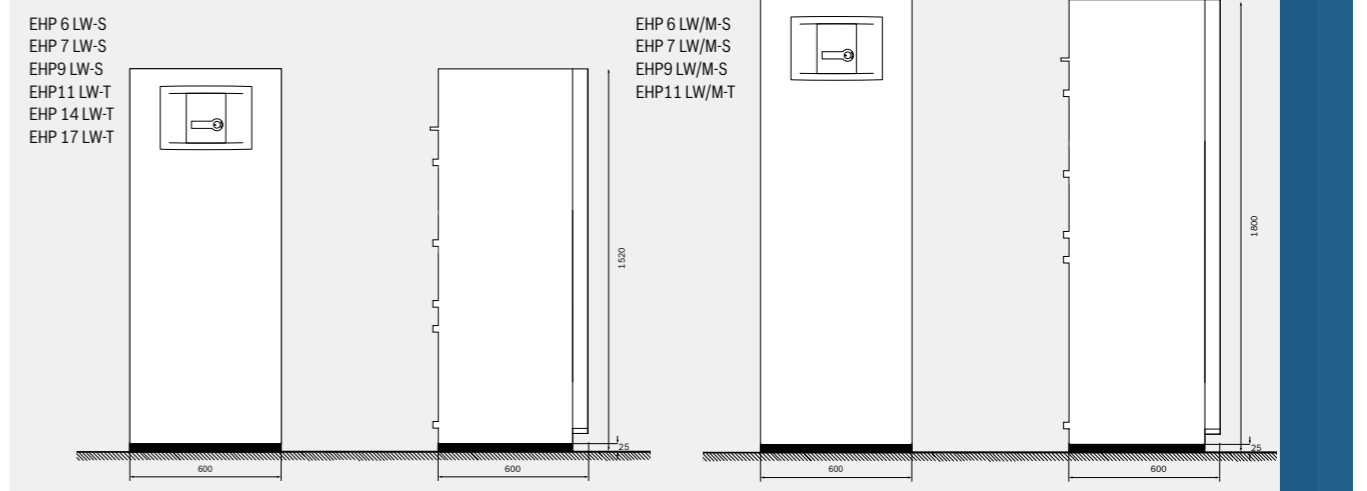 EHP 6 LW-S
EHP 7 LW-S
EHP9 LW-S
EHP11 LW-T
EHP 14 LW-T
EHP 17 LW-T
1520
25
600
600
EHP 6 LW/M-S
EHP 7 LW/M-S
EHP9 LW/M-S
EHP11 LW/M-T
1800
25
600
600